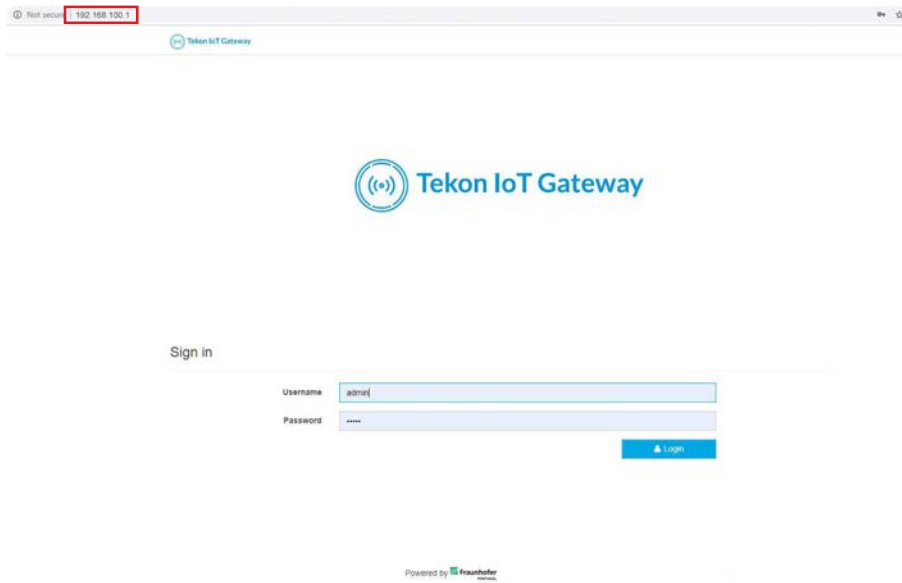 Not secure | 192.168.100.1
Tekon IoT Gateway
Tekon IoT Gateway
Sign in
Username admin
Password •••••
Login
Powered by Fraunhofer
PORTUGAL